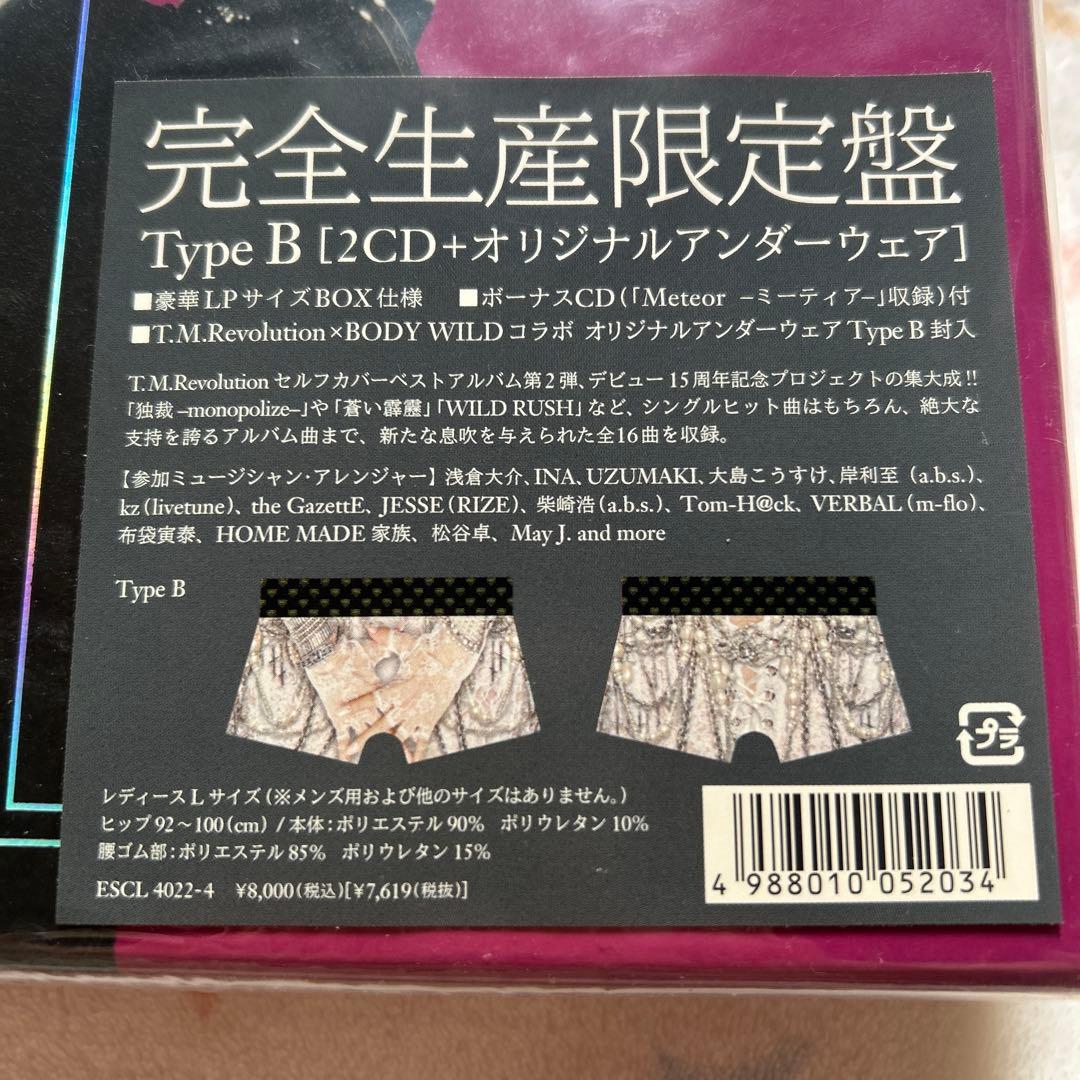 完全生産限定盤
Type B [2CD+オリジナルアンダーウェア]
■豪華LPサイズBOX仕様 ■ボーナスCD(「Meteor –ミーティア–」収録)付
■T.M.Revolution×BODY WILDコラボ オリジナルアンダーウェア Type B 封入
T.M.Revolution セルフカバーベストアルバム第2弾、デビュー15周年記念プロジェクトの集大成!!
「独裁 –monopolize–」や「蒼い霹靂」「WILD RUSH」など、シングルヒット曲はもちろん、絶大な
支持を誇るアルバム曲まで、新たな息吹を与えられた全16曲を収録。
【参加ミュージシャン・アレンジャー】浅倉大介、INA、UZUMAKI、大島こうすけ、岸利至 (a.b.s.)、
kz (livetune)、the GazettE、JESSE (RIZE)、柴崎浩(a.b.s.)、Tom-H@ck、VERBAL (m-flo)、
布袋寅泰、HOME MADE 家族、松谷卓、May J. and more
Type B
プラ
レディースLサイズ(※メンズ用および他のサイズはありません。)
ヒップ92～100(cm) / 本体:ポリエステル90% ポリウレタン10%
腰ゴム部:ポリエステル85% ポリウレタン15%
ESCL 4022-4 ¥8,000(税込)[¥7,619(税抜)]
4 988010 052034